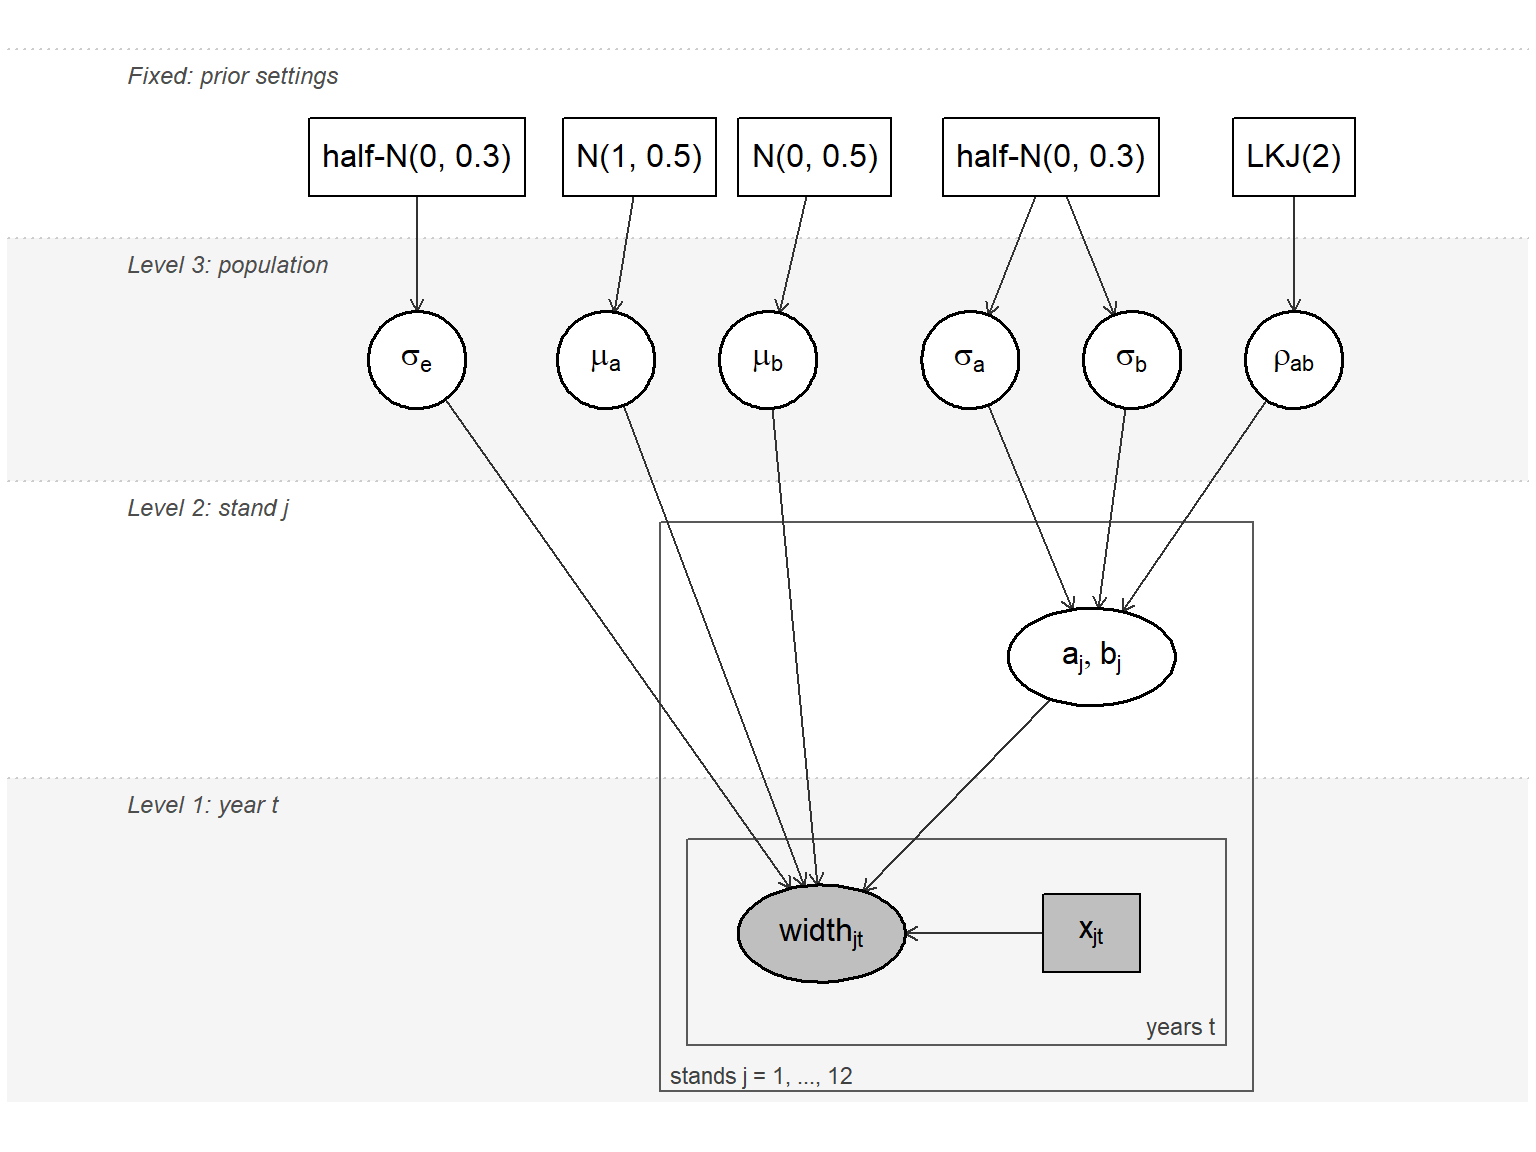 Fixed: prior settings
half-N(0, 0.3) N(1, 0.5) N(0, 0.5) half-N(0, 0.3) LKJ(2)
Level 3: population
σe μa μb σa σb ρab
Level 2: stand j
aj, bj
Level 1: year t
widthjt xjt
years t
stands j = 1, ..., 12